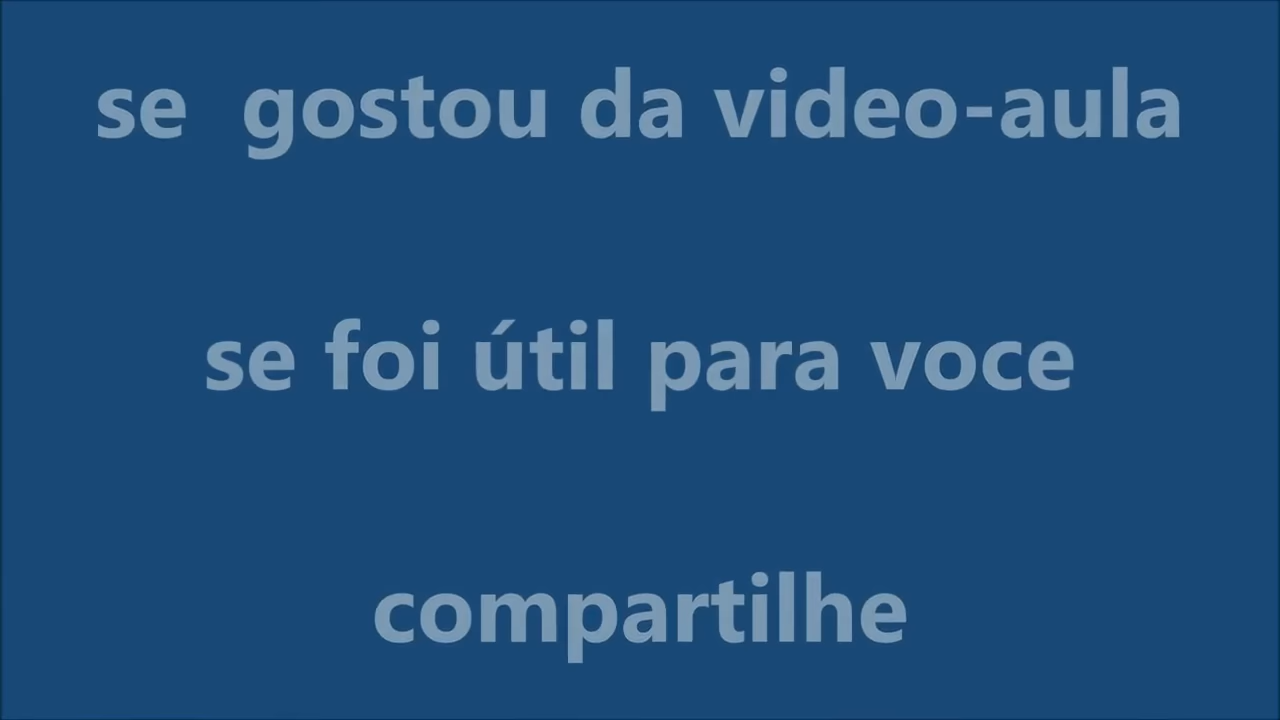 se  gostou da video-aula
se foi útil para voce
compartilhe